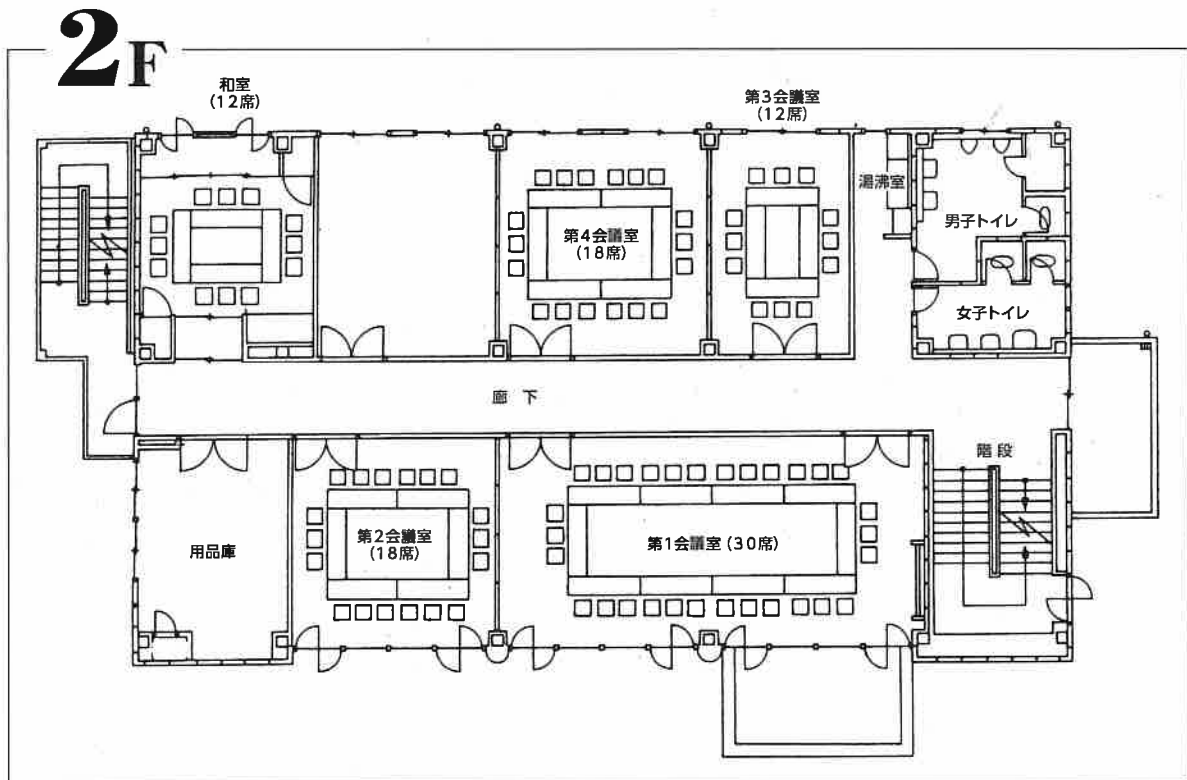 2F
和室
(12席)
第3会議室
(12席)
湯沸室
第4会議室
(18席)
男子トイレ
女子トイレ
廊下
階段
用品庫
第2会議室
(18席)
第1会議室(30席)